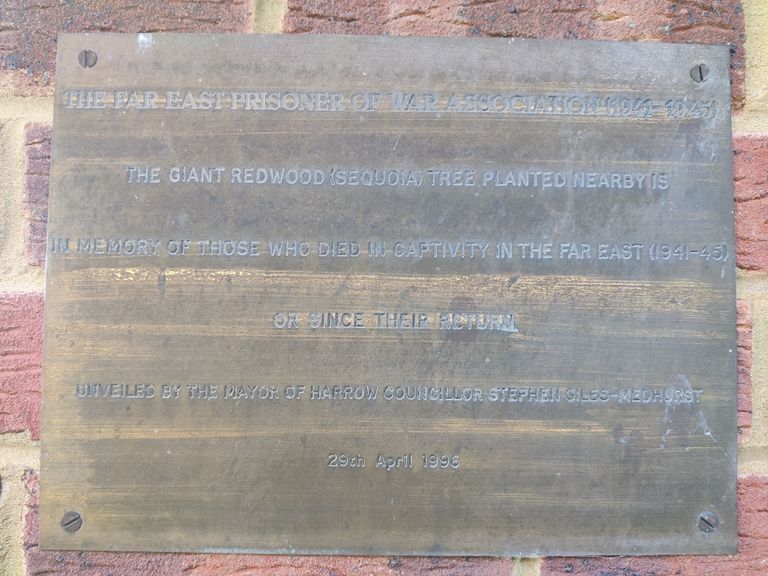 THE FAR EAST PRISONER OF WAR ASSOCIATION (1941-1945)
THE GIANT REDWOOD (SEQUOIA) TREE PLANTED NEARBY IS
IN MEMORY OF THOSE WHO DIED IN CAPTIVITY IN THE FAR EAST (1941-45)
OR SINCE THEIR RETURN
UNVEILED BY THE MAYOR OF HARROW COUNCILLOR STEPHEN GILES-MEDHURST
29th April 1996